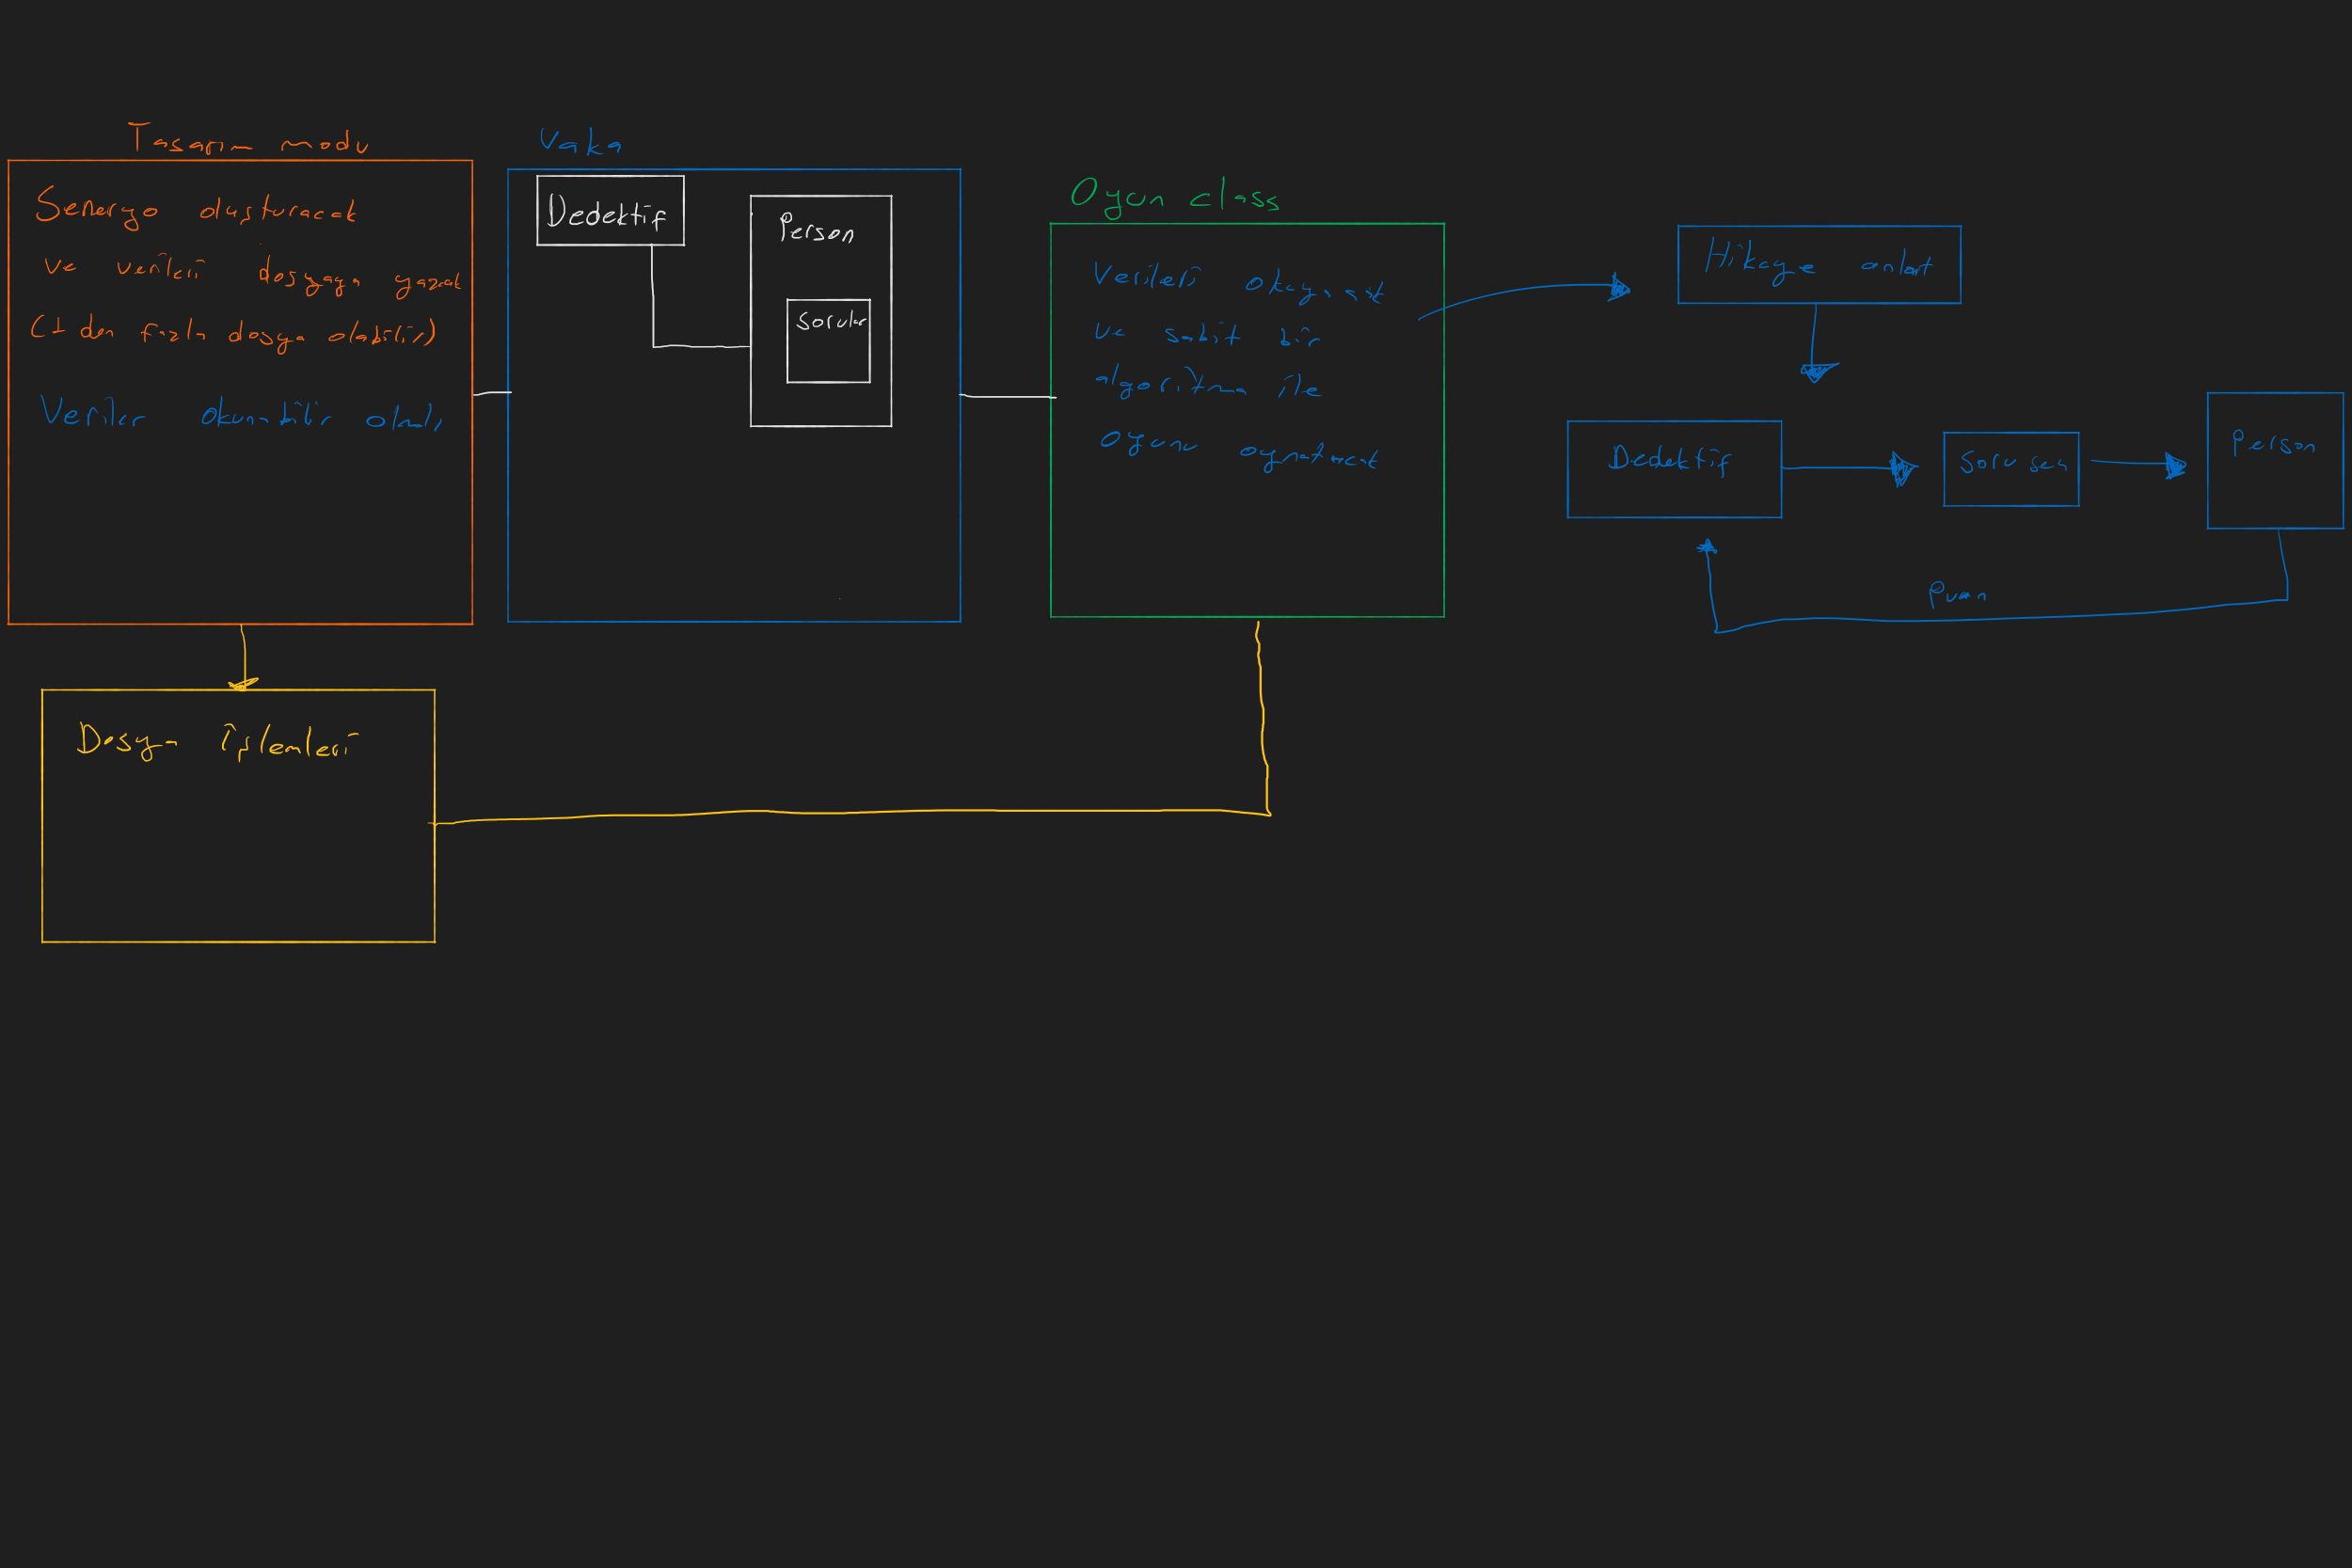 Tasarım modu
Senaryo oluşturacak
ve verileri dosyaya yazacak
(1 den fazla dosya olabilir)
Veriler okunabilir olmalı
Vaka
Dedektif
Person
Sorular
Oyun class
Verileri okuyacak
ve sabit bir
algoritma ile
oyunu oynatacak
Hikaye anlat
Dedektif
Soru seç
Person
Puan
Dosya işlemleri